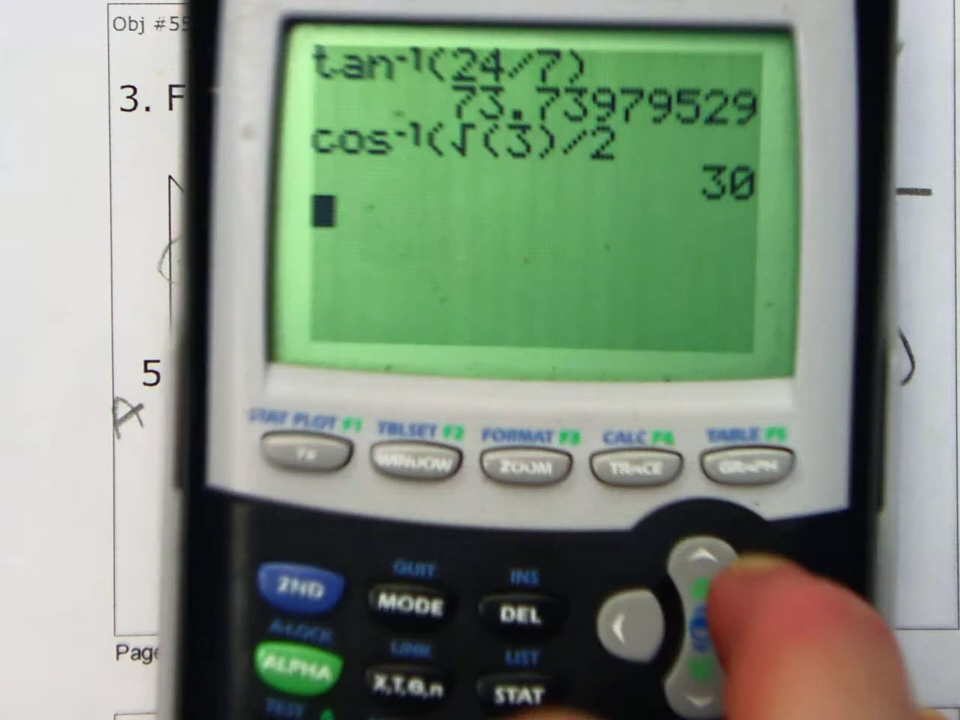 Obj #55
3. F
tan⁻¹(24/7)
73.73979529
cos⁻¹(√(3)/2
30
5
STAT PLOT F1 TBLSET F2 FORMAT F3 CALC F4 TABLE F5
Y= WINDOW ZOOM TRACE GRAPH
QUIT INS
2ND MODE DEL
A-LOCK LINK LIST
ALPHA X,T,Θ,n STAT
Page
TEST A